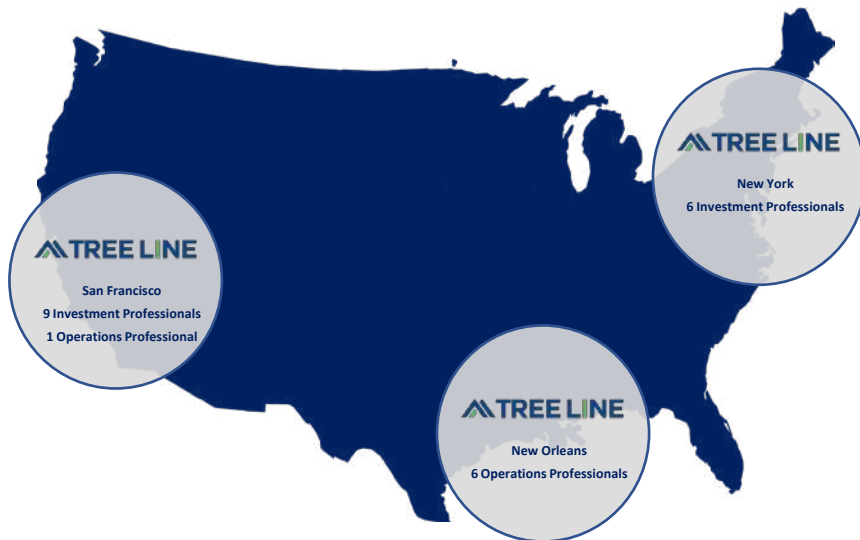 TREE LINE
New York
6 Investment Professionals
TREE LINE
San Francisco
9 Investment Professionals
1 Operations Professional
TREE LINE
New Orleans
6 Operations Professionals